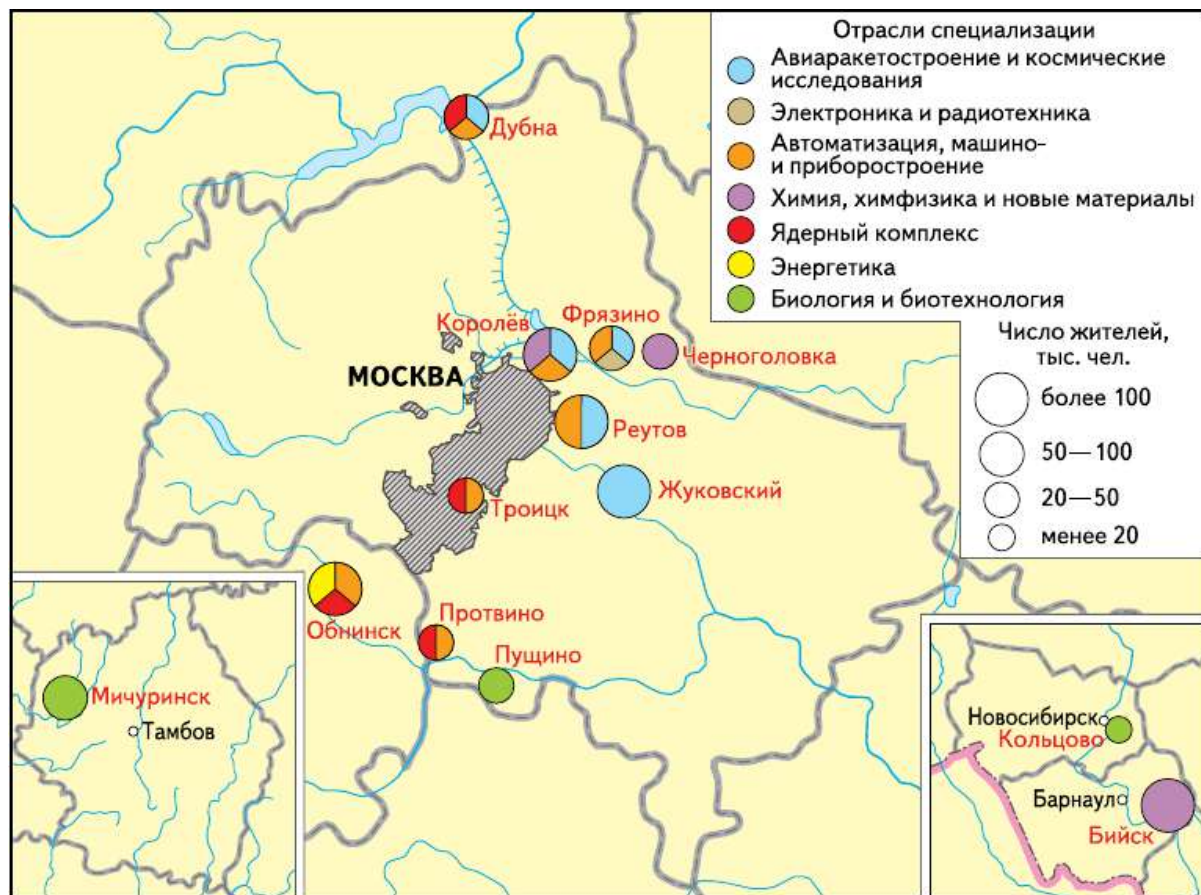 Отрасли специализации
Авиаракетостроение и космические
исследования
Электроника и радиотехника
Автоматизация, машино-
и приборостроение
Химия, химфизика и новые материалы
Ядерный комплекс
Энергетика
Биология и биотехнология
Число жителей,
тыс. чел.
более 100
50—100
20—50
менее 20
Дубна
Королёв
Фрязино
Черноголовка
МОСКВА
Реутов
Троицк
Жуковский
Обнинск
Протвино
Пущино
Мичуринск
Тамбов
Новосибирск
Кольцово
Барнаул
Бийск